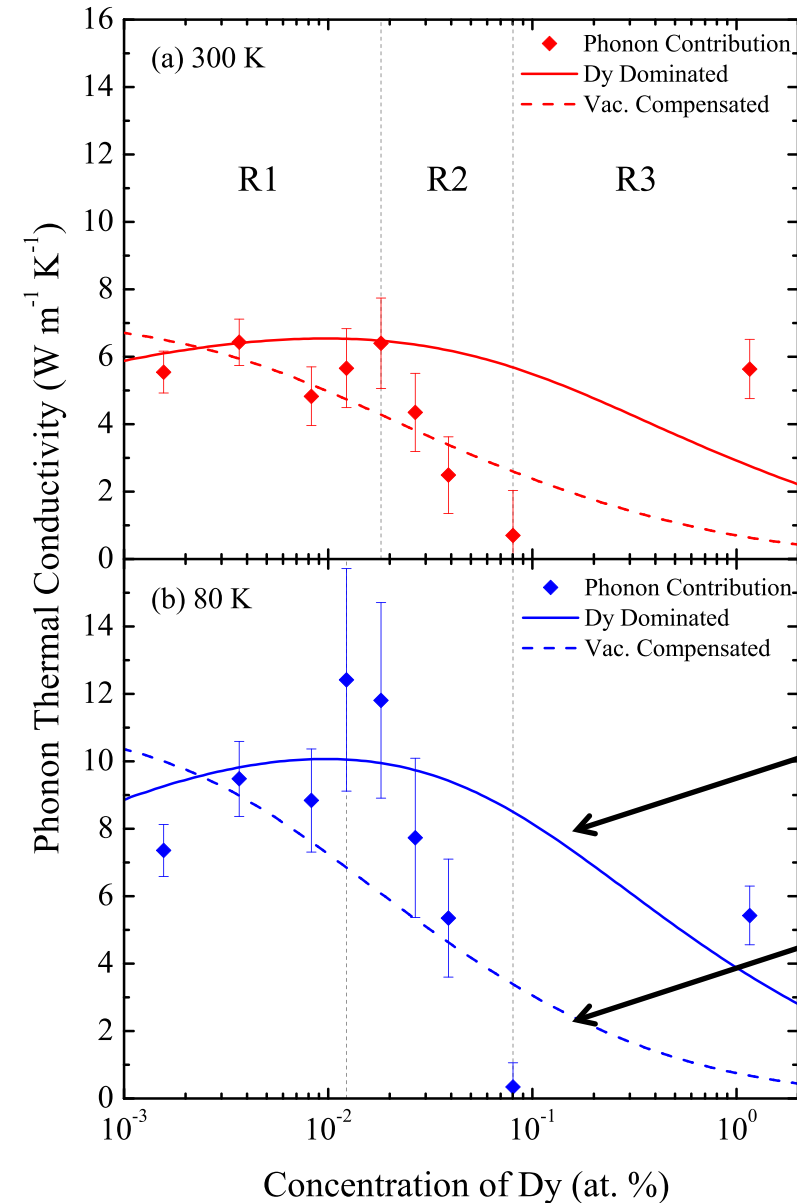 Phonon Thermal Conductivity (W m⁻¹ K⁻¹)
(a) 300 K
Phonon Contribution
Dy Dominated
Vac. Compensated
R1 R2 R3
16
14
12
10
8
6
4
2
0
(b) 80 K
Phonon Contribution
Dy Dominated
Vac. Compensated
14
12
10
8
6
4
2
0
10⁻³ 10⁻² 10⁻¹ 10⁰
Concentration of Dy (at. %)